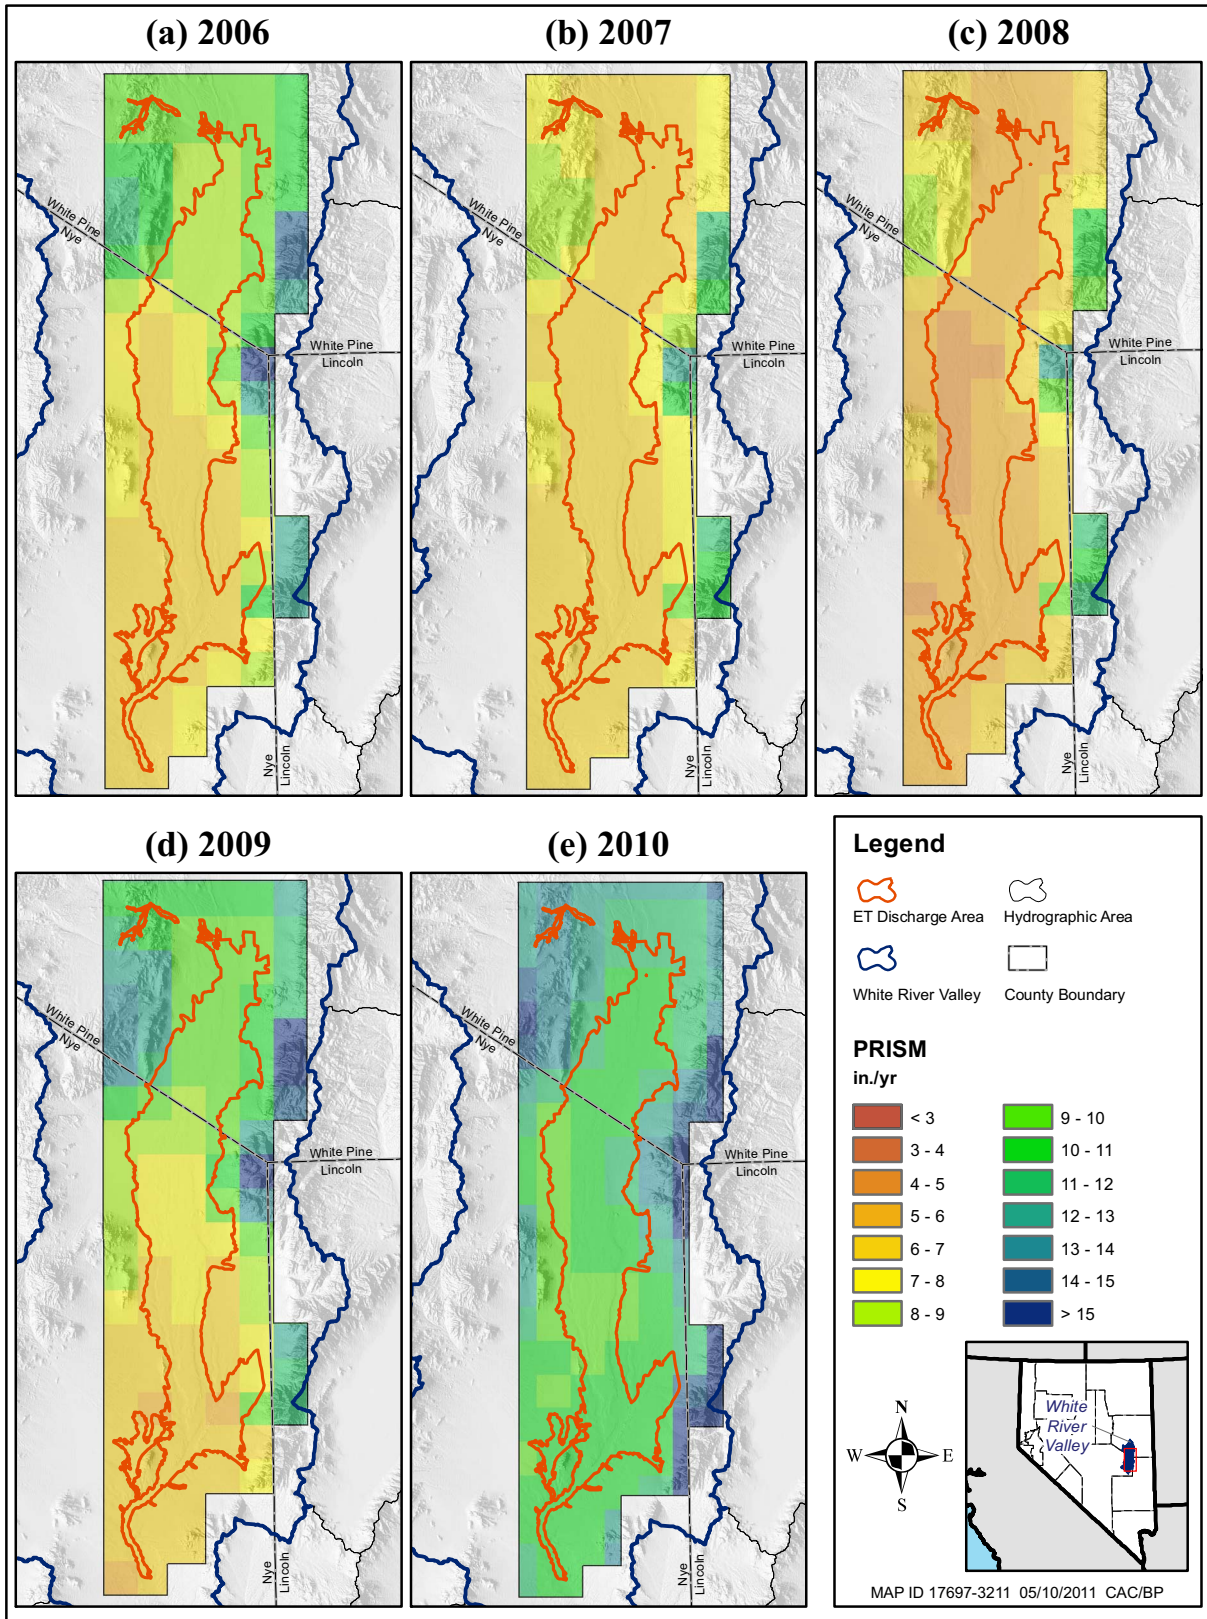 (a) 2006
(b) 2007
(c) 2008
White Pine
Nye
White Pine
Lincoln
Nye
Lincoln
White Pine
Nye
White Pine
Lincoln
Nye
Lincoln
White Pine
Nye
White Pine
Lincoln
Nye
Lincoln
(d) 2009
(e) 2010
White Pine
Nye
White Pine
Lincoln
Nye
Lincoln
White Pine
Nye
White Pine
Lincoln
Nye
Lincoln
Legend
ET Discharge Area
Hydrographic Area
White River Valley
County Boundary
PRISM
in./yr
< 3
3 - 4
4 - 5
5 - 6
6 - 7
7 - 8
8 - 9
9 - 10
10 - 11
11 - 12
12 - 13
13 - 14
14 - 15
> 15
N
W
E
S
White
River
Valley
MAP ID 17697-3211 05/10/2011 CAC/BP